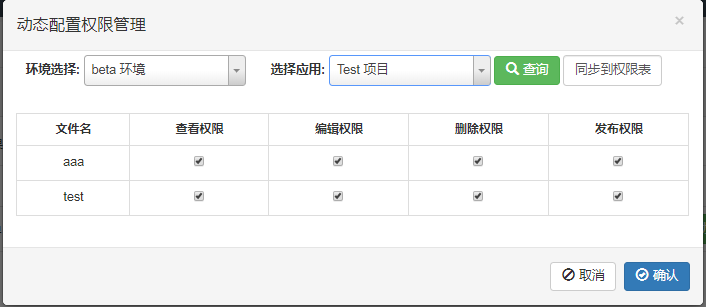 动态配置权限管理 ×
环境选择: beta 环境 选择应用: Test 项目 查询 同步到权限表
文件名 查看权限 编辑权限 删除权限 发布权限
aaa
test
取消 确认